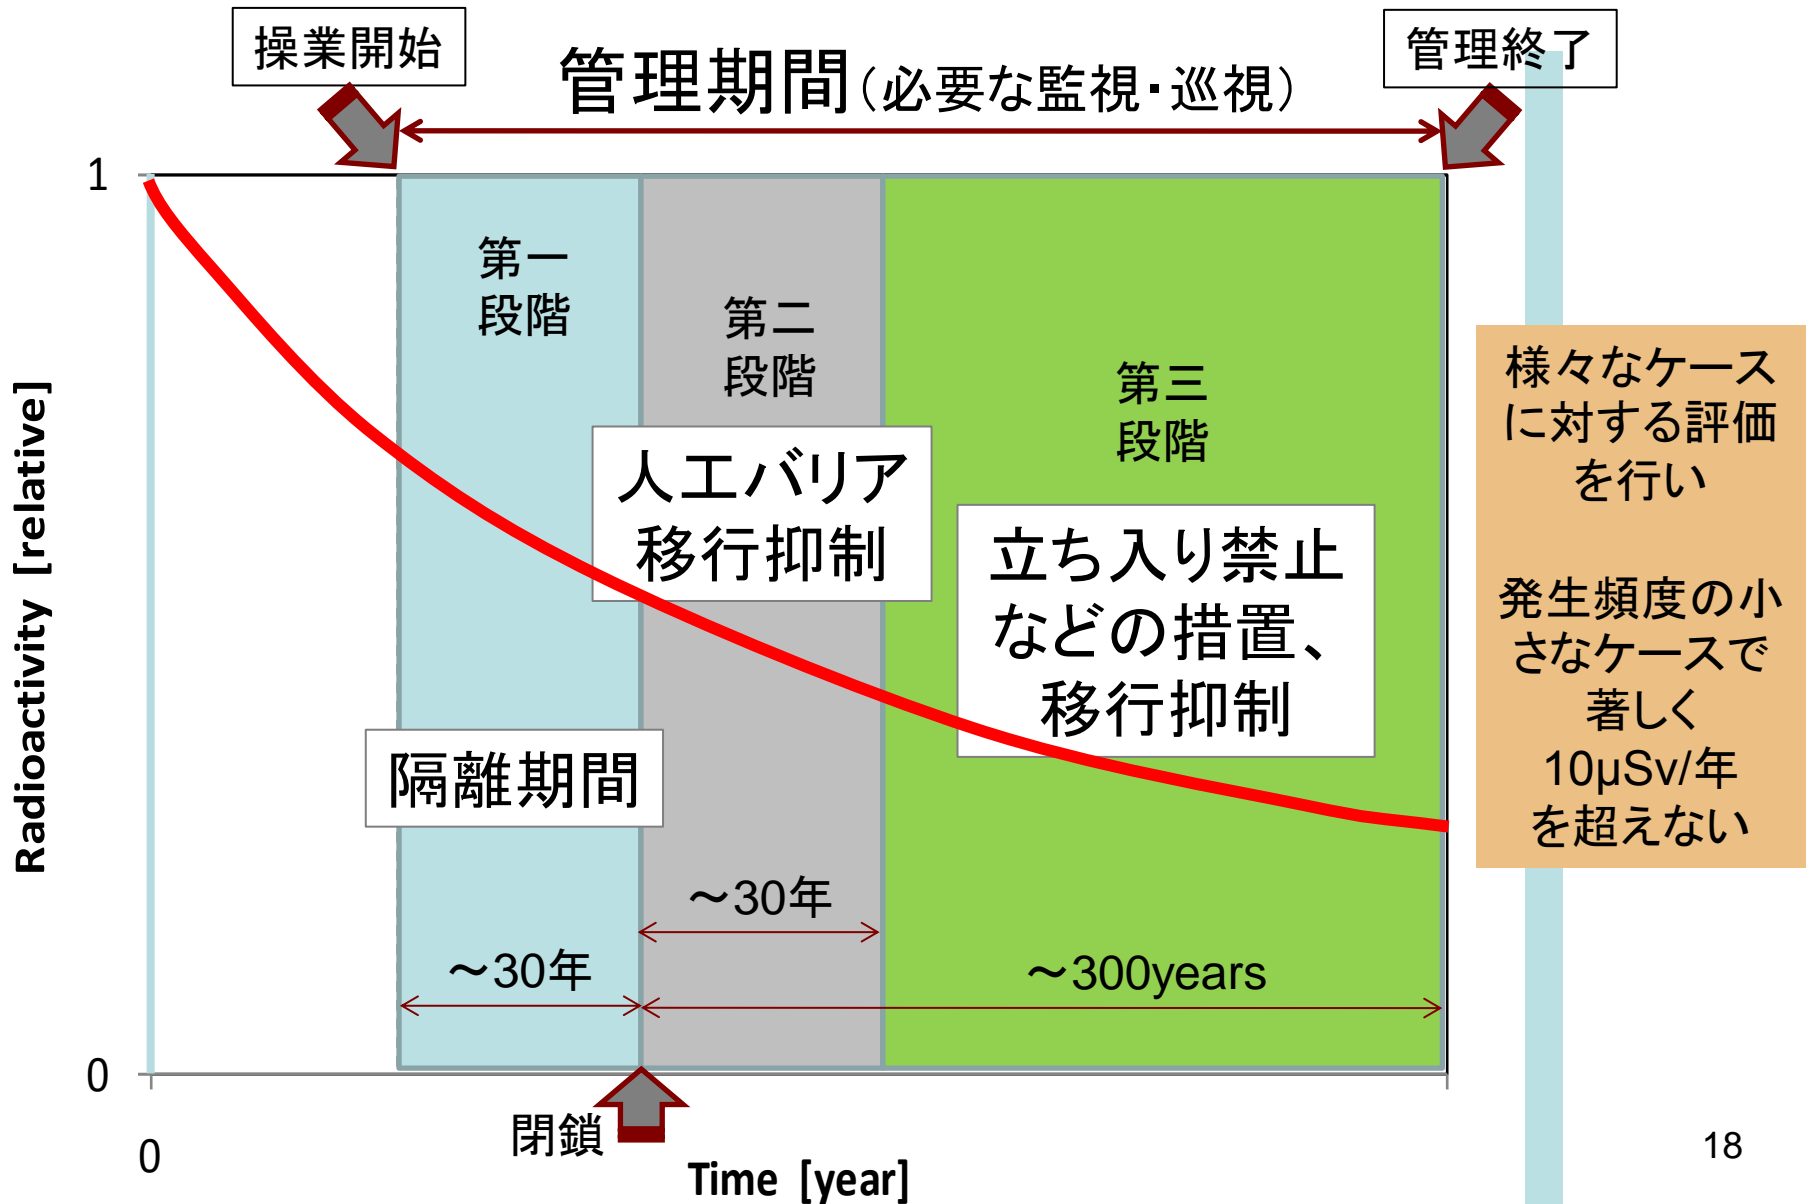 操業開始
管理期間（必要な監視・巡視）
管理終了
1
第一
段階
第二
段階
第三
段階
人工バリア
移行抑制
立ち入り禁止
などの措置、
移行抑制
隔離期間
～30年
～30年
～300years
様々なケース
に対する評価
を行い
発生頻度の小
さなケースで
著しく
10μSv/年
を超えない
Radioactivity [relative]
0
0
閉鎖
Time [year]
18